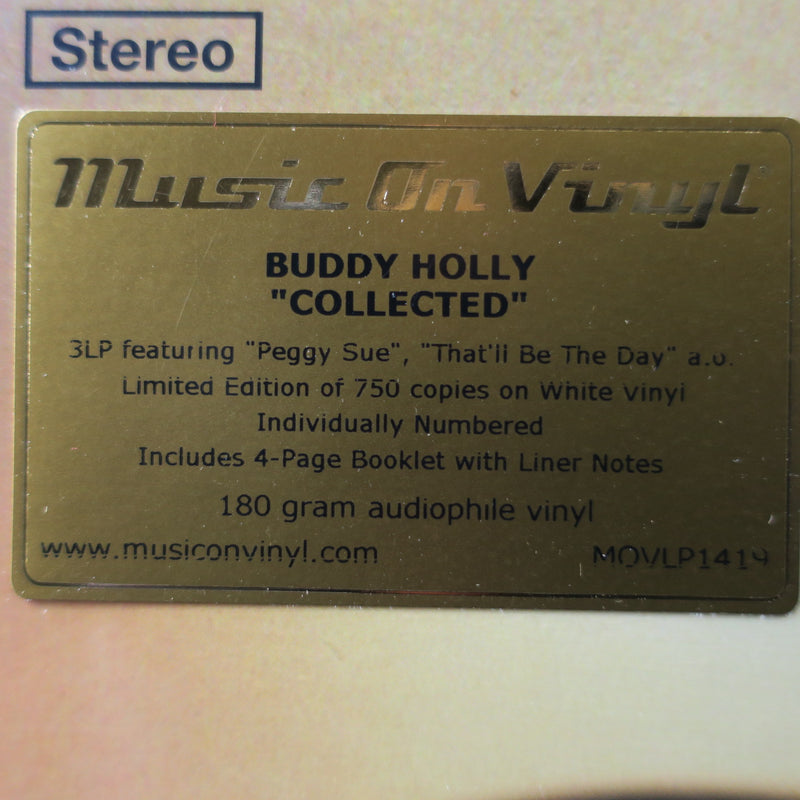 Stereo
Music On Vinyl
BUDDY HOLLY
"COLLECTED"
3LP featuring "Peggy Sue", "That'll Be The Day" a.o.
Limited Edition of 750 copies on White vinyl
Individually Numbered
Includes 4-Page Booklet with Liner Notes
180 gram audiophile vinyl
www.musiconvinyl.com MOVLP1419